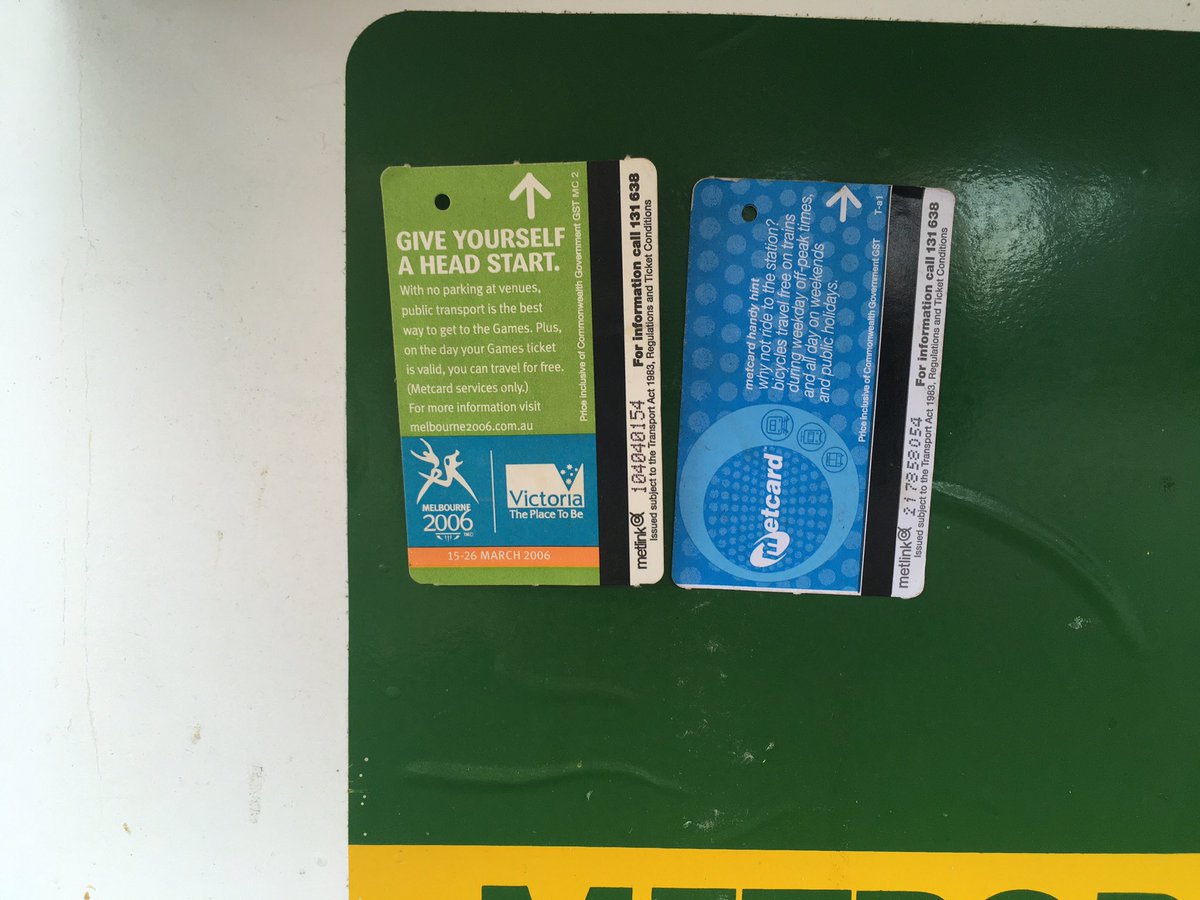 GIVE YOURSELF
A HEAD START.
With no parking at venues,
public transport is the best
way to get to the Games. Plus,
on the day your Games ticket
is valid, you can travel for free.
(Metcard services only.)
For more information visit
melbourne2006.com.au
MELBOURNE
2006 TM©
Victoria
The Place To Be
15-26 MARCH 2006
Price inclusive of Commonwealth Government GST MC 2
metlink 104040154 For information call 131 638
Issued subject to the Transport Act 1983, Regulations and Ticket Conditions
metcard handy hint
why not ride to the station?
bicycles travel free on trains
during weekday off-peak times,
and all day on weekends
and public holidays.
metcard™
Price inclusive of Commonwealth Government GST T-a1
metlink 217858054 For information call 131 638
Issued subject to the Transport Act 1983, Regulations and Ticket Conditions